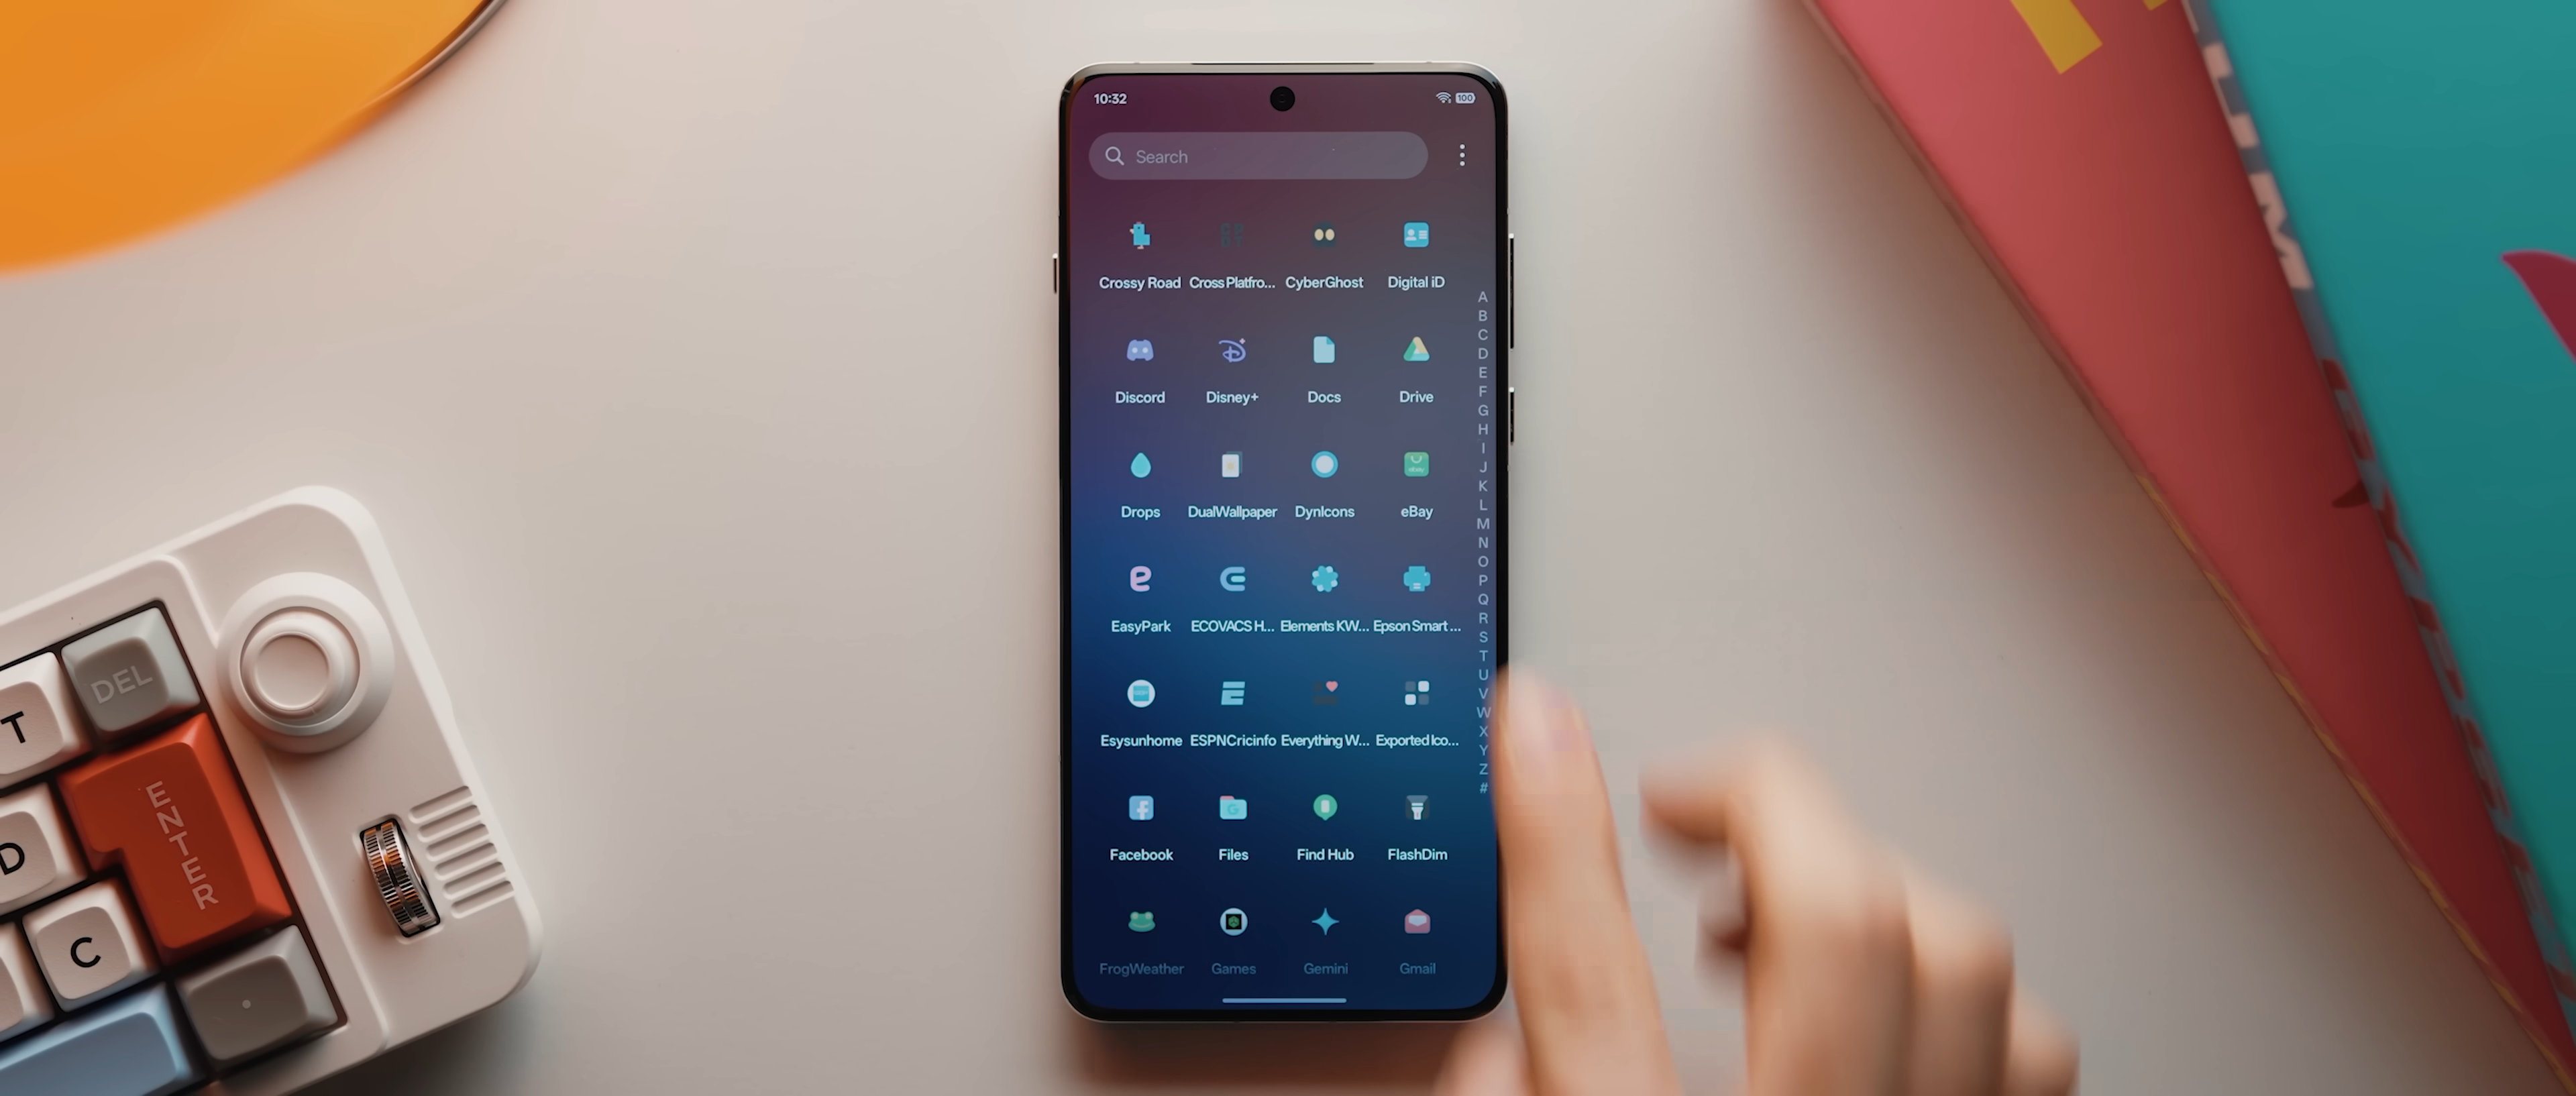 10:32
100
Search
Crossy Road
Cross Platfro...
CyberGhost
Digital iD
Discord
Disney+
Docs
Drive
Drops
DualWallpaper
DynIcons
eBay
EasyPark
ECOVACS H...
Elements KW...
Epson Smart ...
Esysunhome
ESPNCricinfo
Everything W...
Exported Ico...
Facebook
Files
Find Hub
FlashDim
FrogWeather
Games
Gemini
Gmail
A
B
C
D
E
F
G
H
I
J
K
L
M
N
O
P
Q
R
S
T
U
V
W
X
Y
Z
#
DEL
T
ENTER
D
C